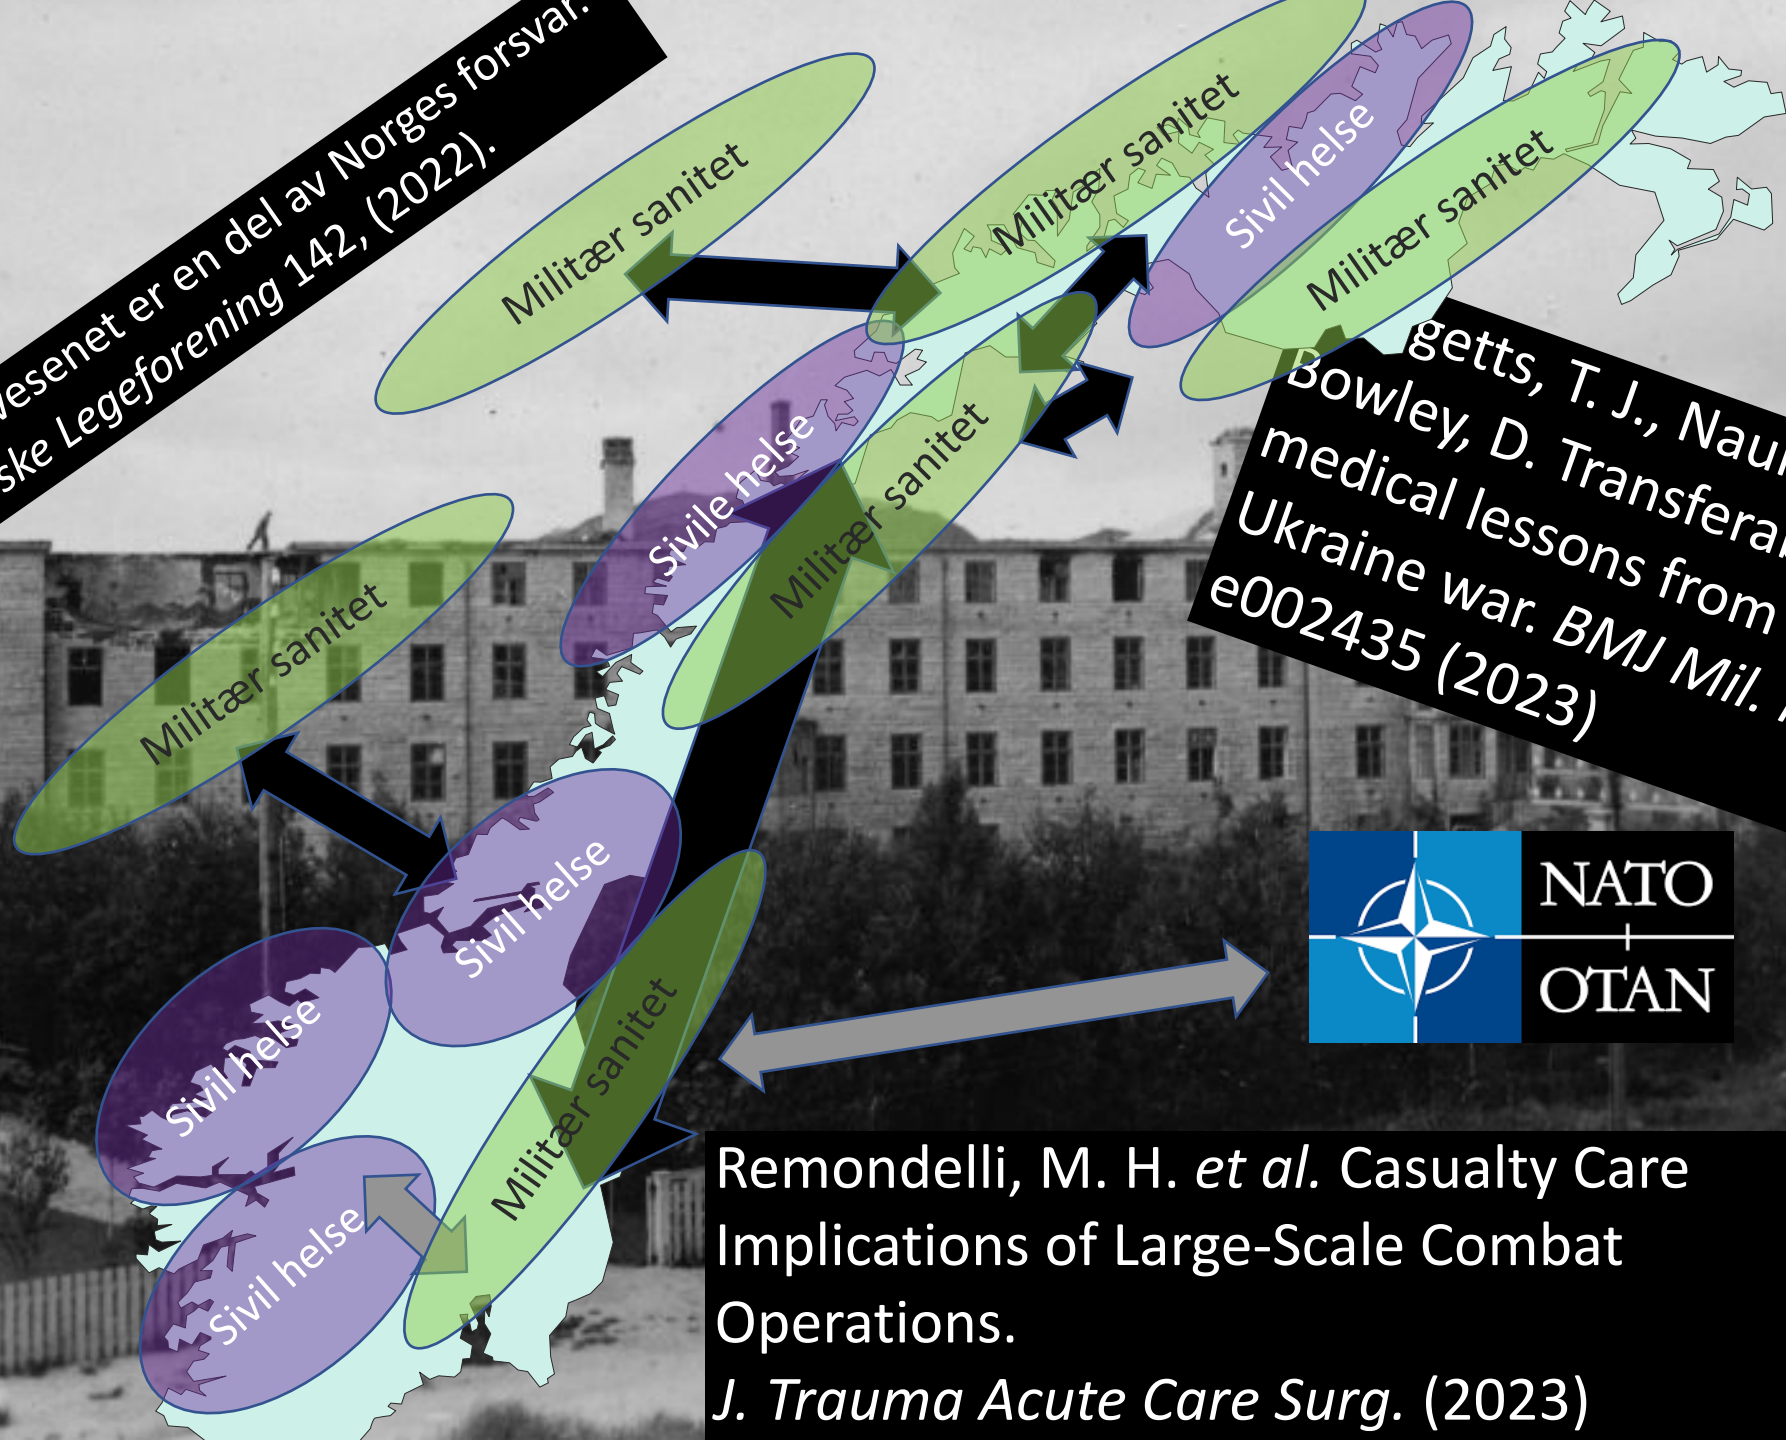 er en del av Norges forsvar.
ske Legeforening 142, (2022).
Militær sanitet
Militær sanitet
Sivil helse
Militær sanitet
Sivile helse
Militær sanitet
Militær sanitet
Sivil helse
Sivil helse
Militær sanitet
Sivil helse
getts, T. J.,
Bowley, D.
medical lessons from
Ukraine war. BMJ Mil.
e002435 (2023)
NATO
OTAN
Remondelli, M. H. et al. Casualty Care
Implications of Large-Scale Combat
Operations.
J. Trauma Acute Care Surg. (2023)